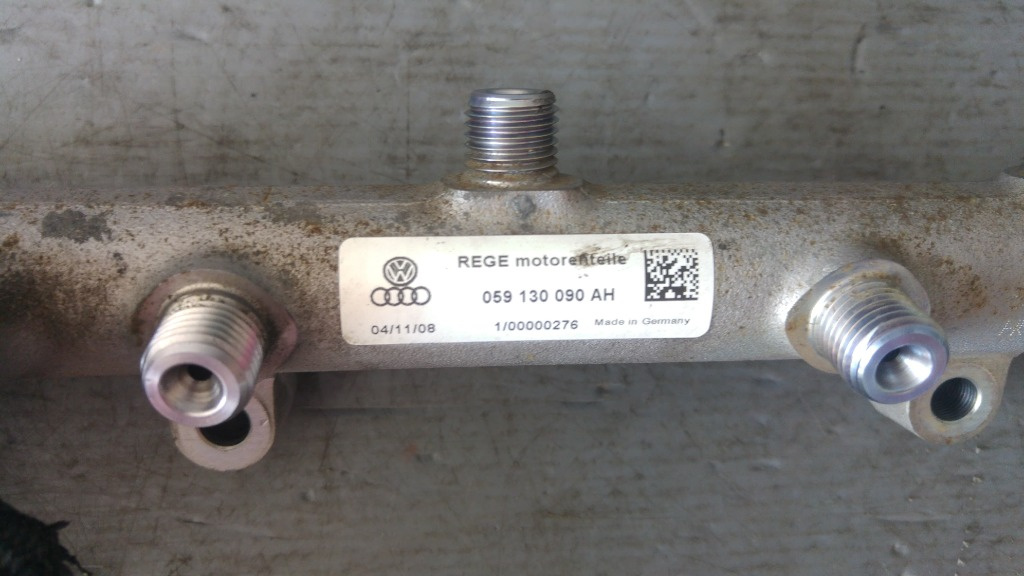 REGE motorenteile
059 130 090 AH
04/11/08 1/00000276 Made in Germany